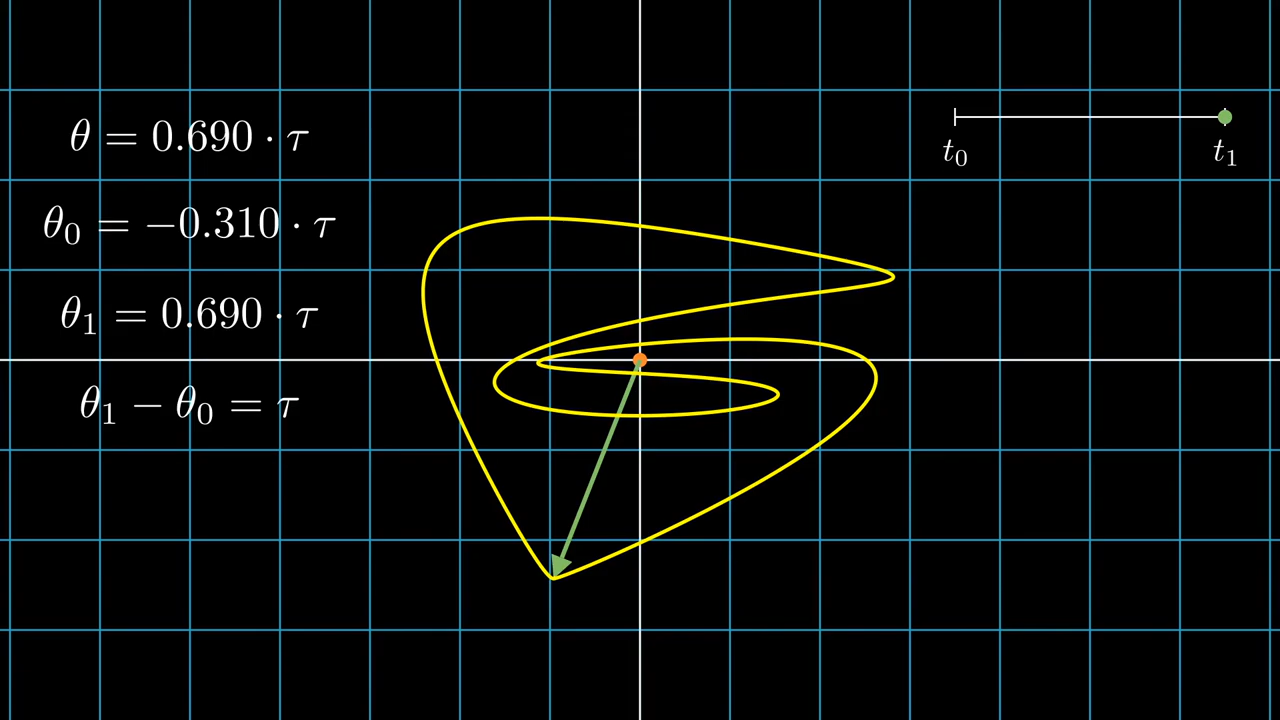 θ = 0.690 · τ
θ₀ = −0.310 · τ
θ₁ = 0.690 · τ
θ₁ − θ₀ = τ
t₀ t₁